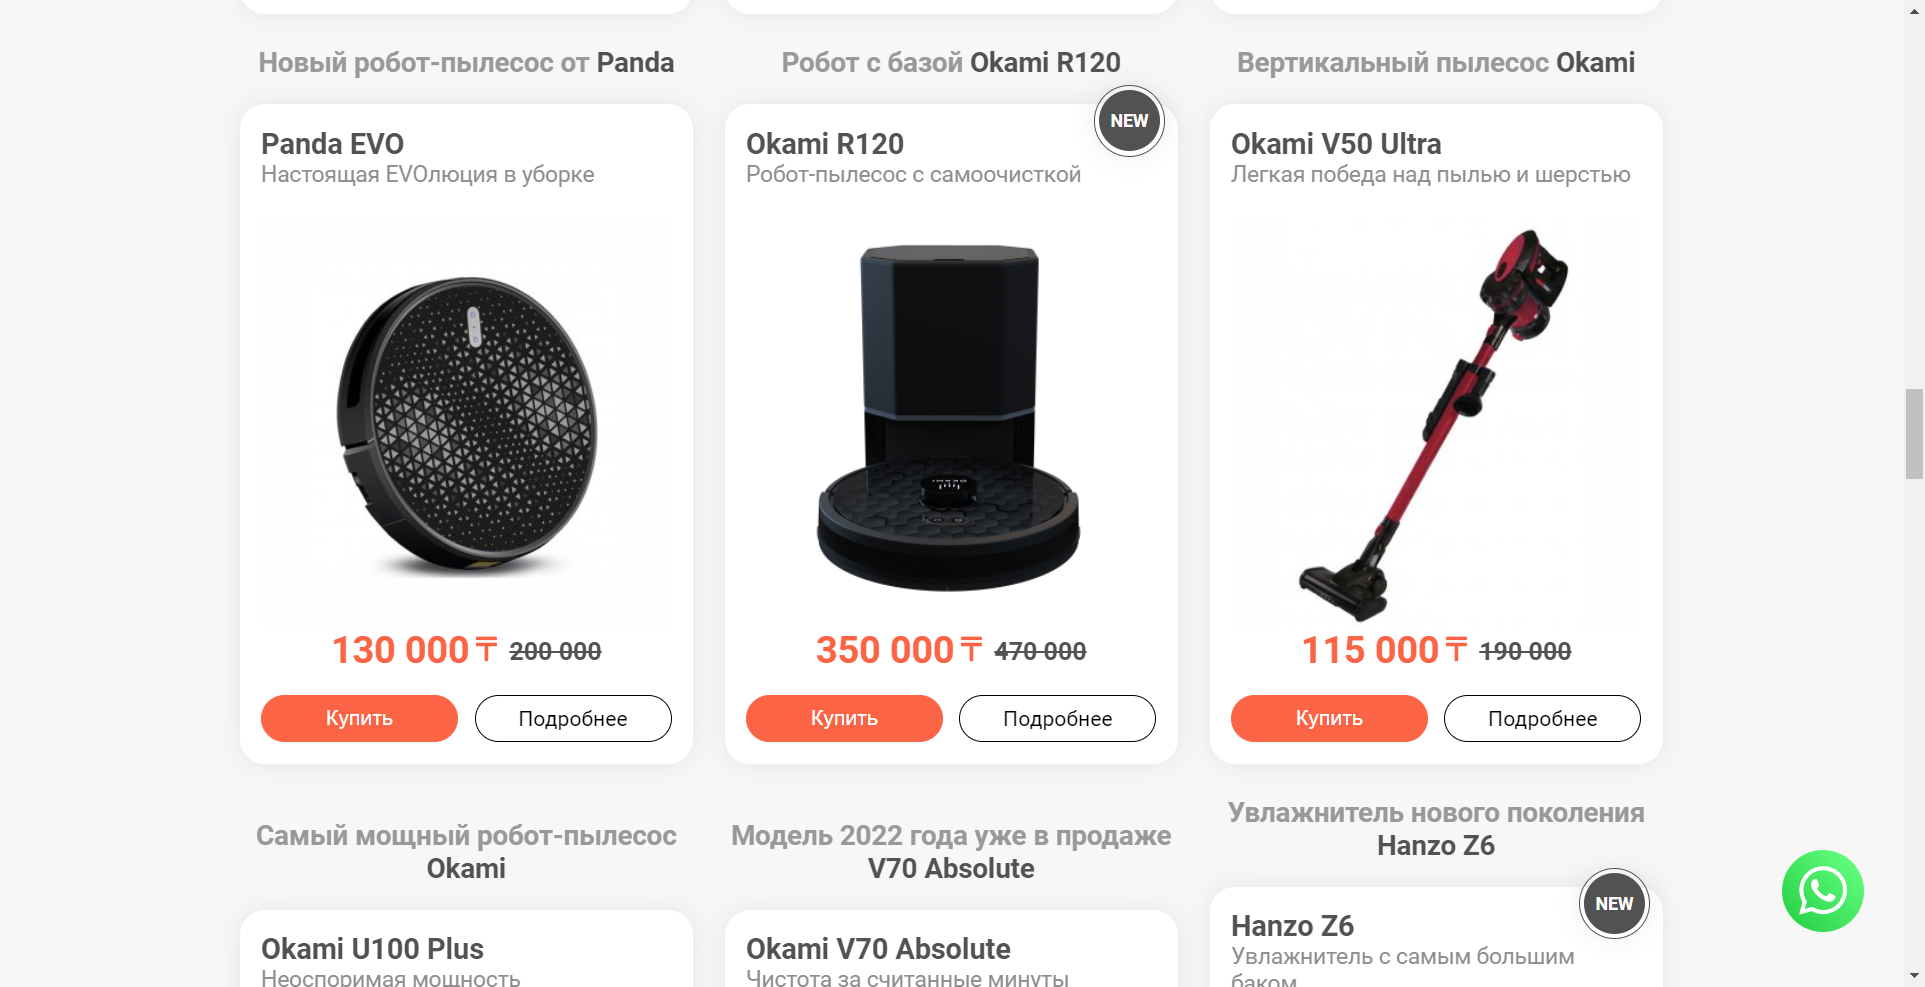 Новый робот-пылесос от Panda
Робот с базой Okami R120
Вертикальный пылесос Okami
Panda EVO
Настоящая EVOлюция в уборке
130 000 ₸ 200 000
Купить
Подробнее
NEW
Okami R120
Робот-пылесос с самоочисткой
OKAMI
350 000 ₸ 470 000
Купить
Подробнее
Okami V50 Ultra
Легкая победа над пылью и шерстью
115 000 ₸ 190 000
Купить
Подробнее
Самый мощный робот-пылесос
Okami
Модель 2022 года уже в продаже
V70 Absolute
Увлажнитель нового поколения
Hanzo Z6
Okami U100 Plus
Неоспоримая мощность
Okami V70 Absolute
Чистота за считанные минуты
NEW
Hanzo Z6
Увлажнитель с самым большим
баком